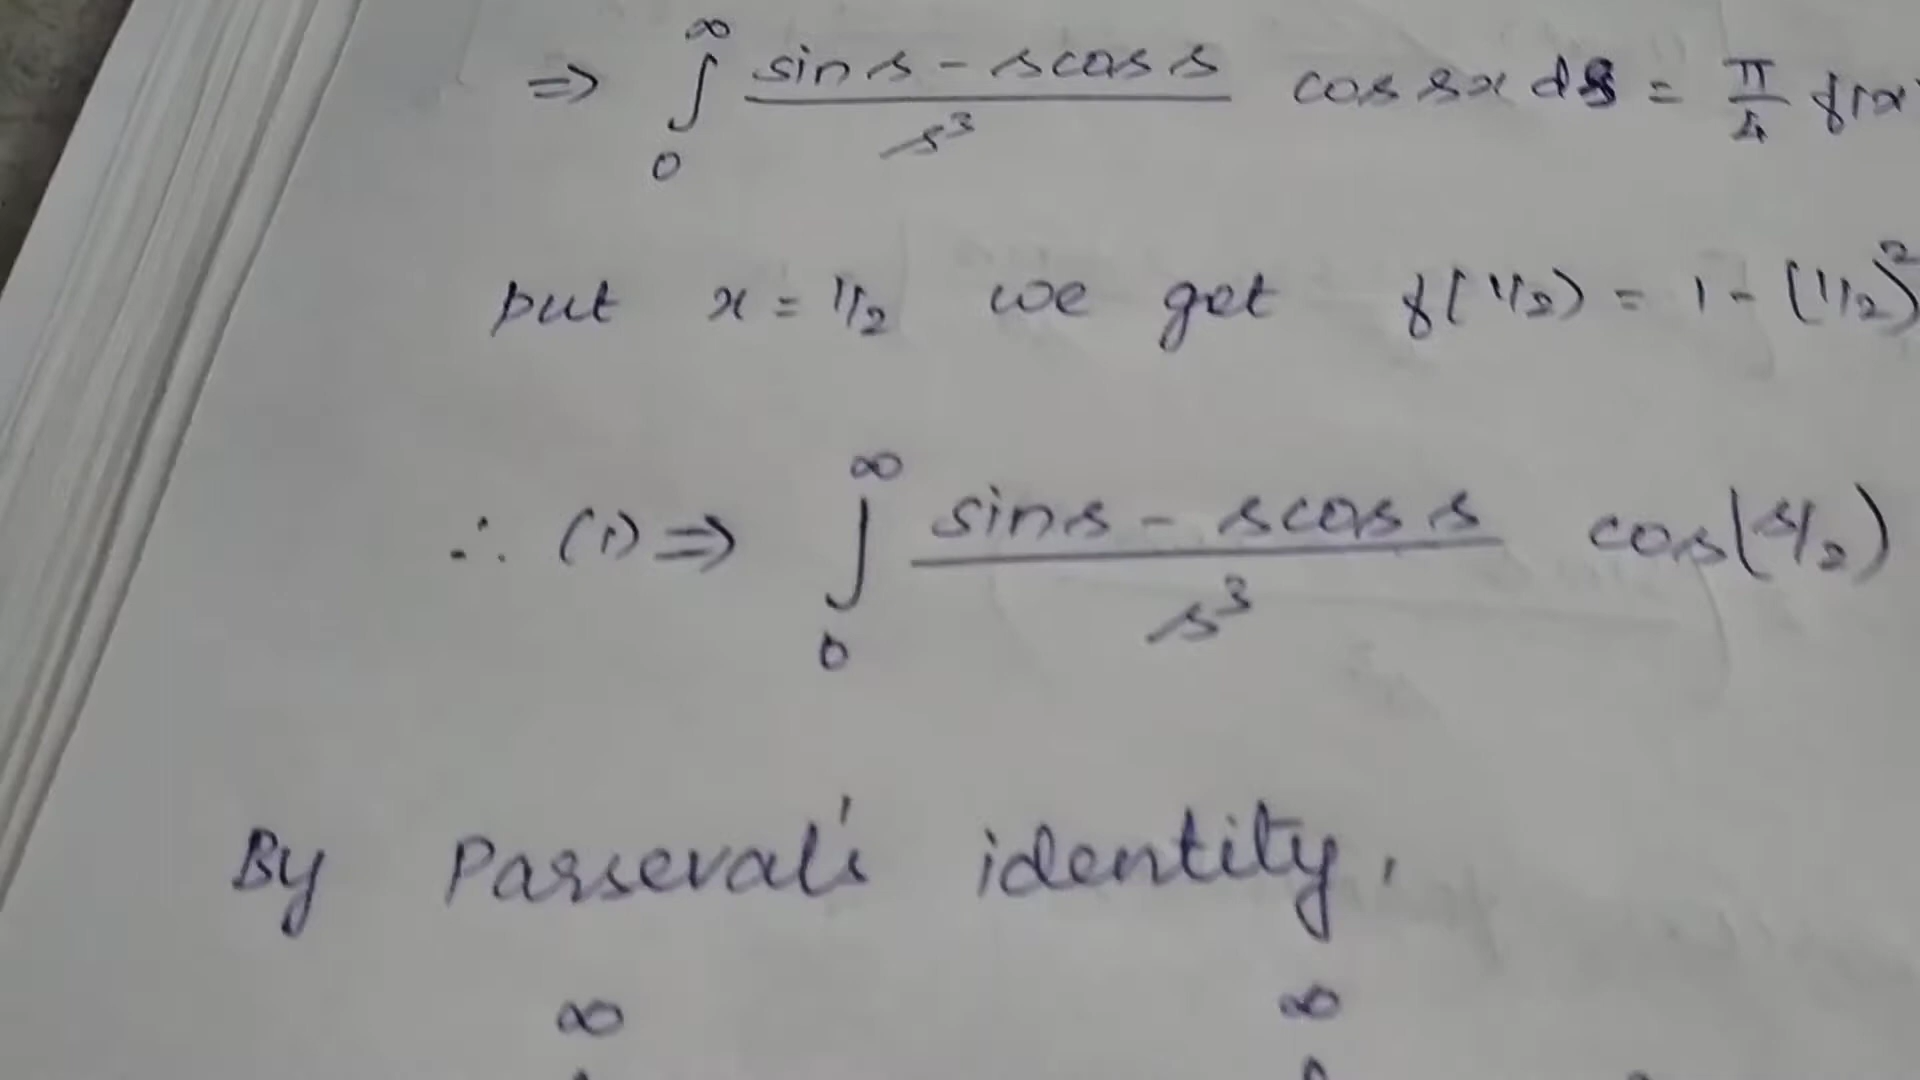 ⇒ ∫₀^∞ (sin s - s cos s)/s³ cos sx ds = π/4 f(x
put x = 1/2 we get f(1/2) = 1 - (1/2)²
∴ (1) ⇒ ∫₀^∞ (sin s - s cos s)/s³ cos(s/2)
By Parseval's identity,
∞ ∞